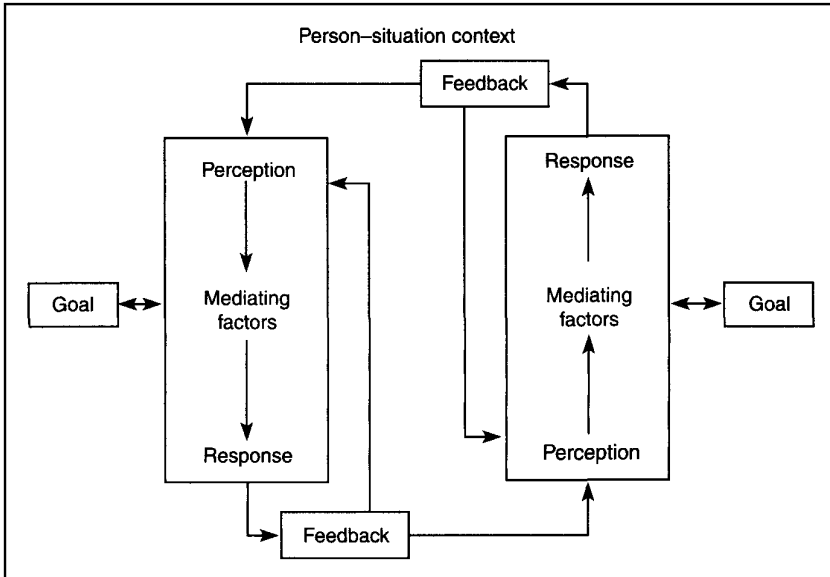 Person–situation context
Feedback
Perception
Mediating
factors
Response
Goal
Feedback
Response
Mediating
factors
Perception
Goal